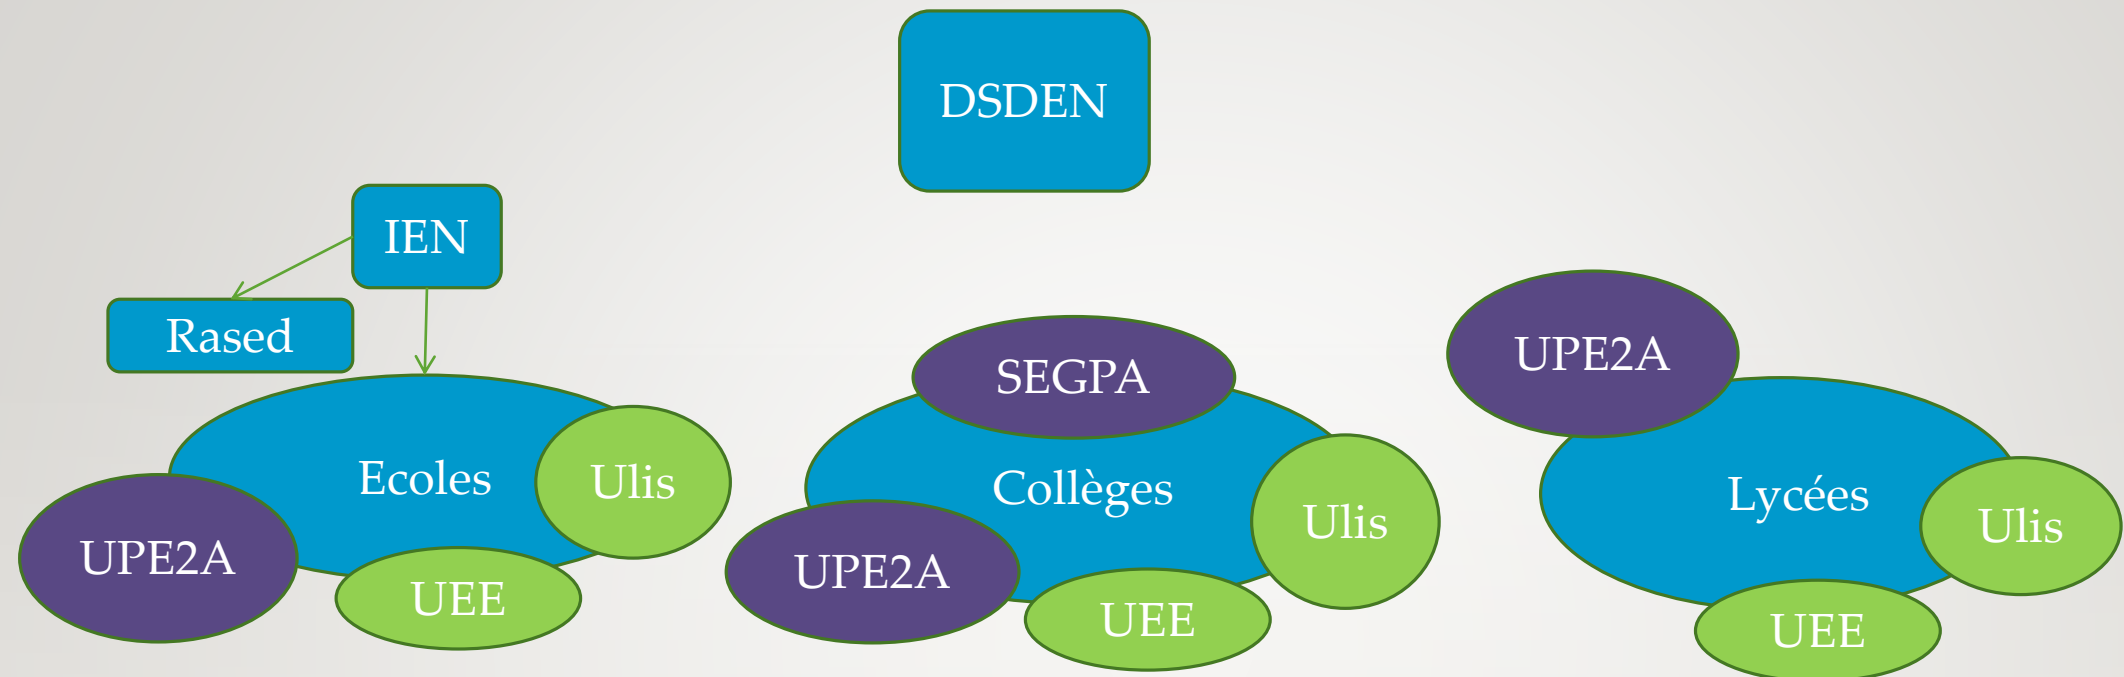 DSDEN
IEN
Rased
Ecoles
Ulis
UPE2A
UEE
SEGPA
Collèges
Ulis
UPE2A
UEE
UPE2A
Lycées
Ulis
UEE